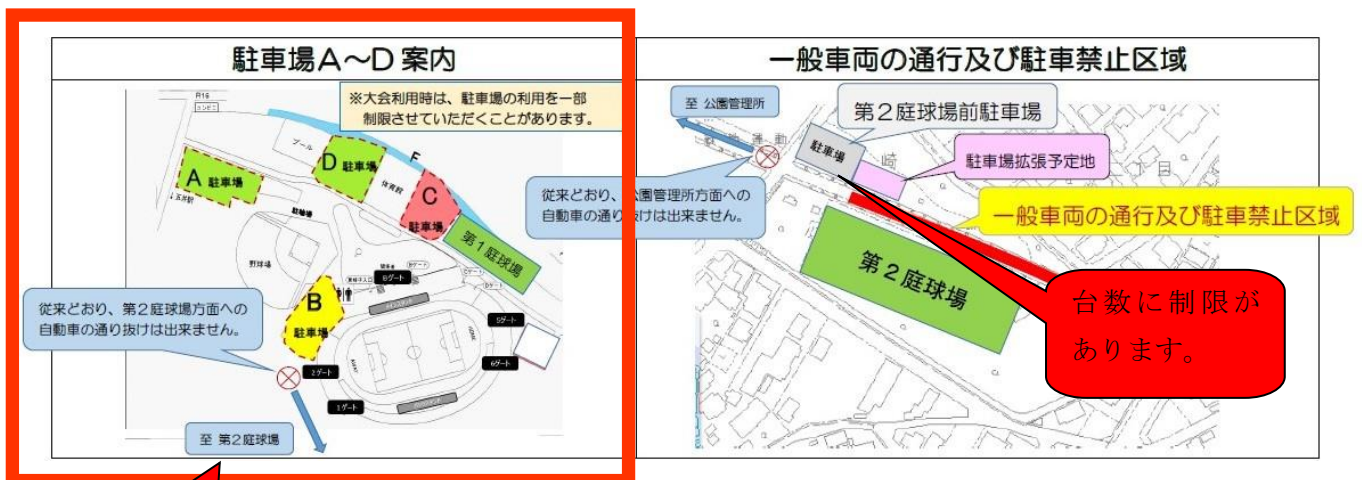 駐車場A～D 案内
R16
コンビニ
※大会利用時は、駐車場の利用を一部
制限させていただくことがあります。
プール
D 駐車場
F
体育館
A 駐車場
C
駐車場
駐輪場
第1庭球場
野球場
B
駐車場
Bゲート
5ゲート
6ゲート
2ゲート
1ゲート
従来どおり、第2庭球場方面への
自動車の通り抜けは出来ません。
至 第2庭球場
一般車両の通行及び駐車禁止区域
至 公園管理所
第2庭球場前駐車場
駐車場
崎
駐車場拡張予定地
従来どおり、公園管理所方面への
自動車の通り抜けは出来ません。
一般車両の通行及び駐車禁止区域
第2庭球場
台数に制限が
あります。